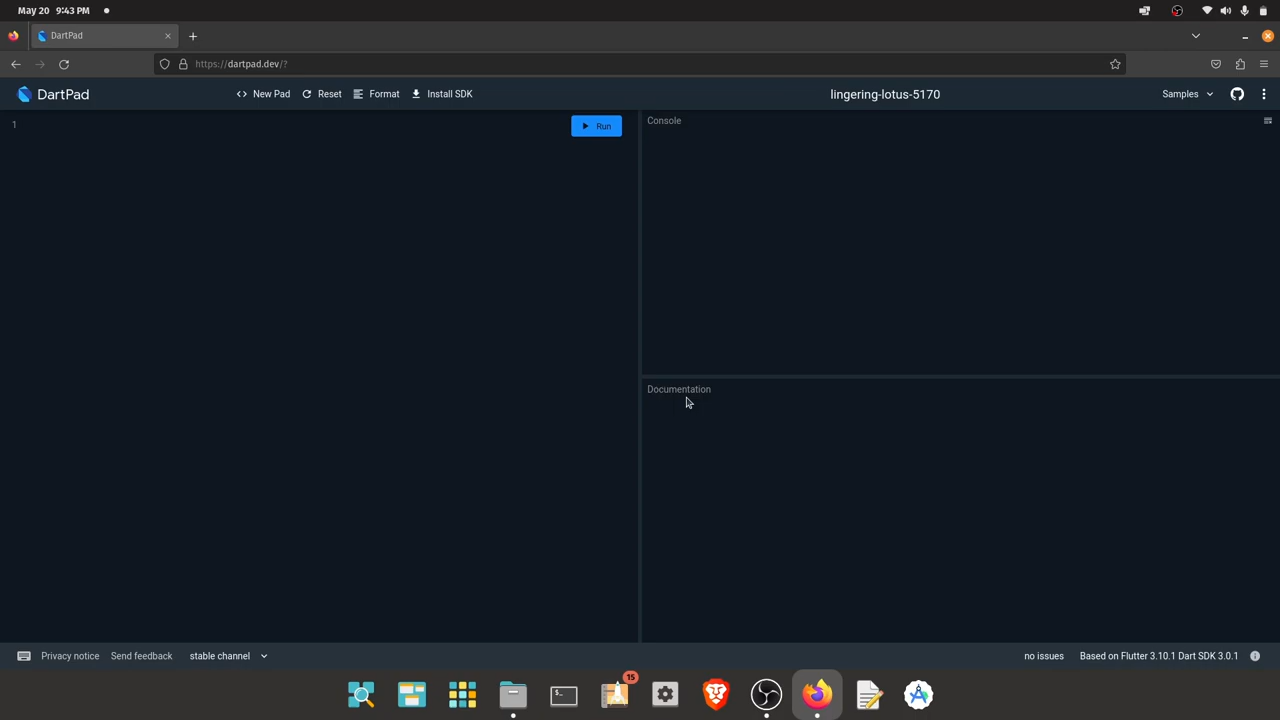 May 20 9:43 PM
DartPad
https://dartpad.dev/?
DartPad
<> New Pad
Reset
Format
Install SDK
lingering-lotus-5170
Samples
1
Run
Console
Documentation
Privacy notice
Send feedback
stable channel
no issues
Based on Flutter 3.10.1 Dart SDK 3.0.1
15
$_